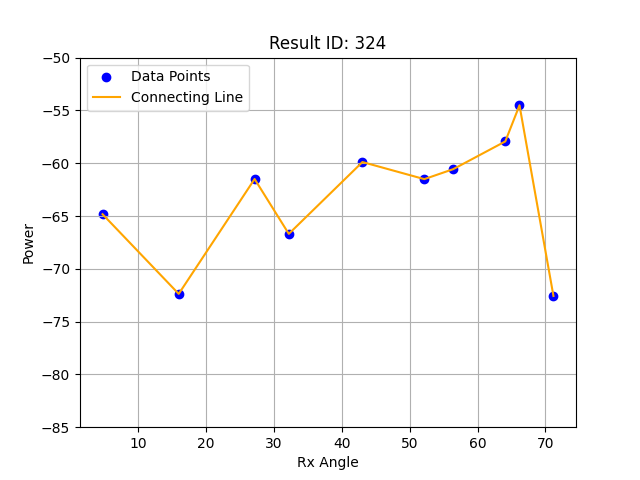 Result ID: 324
Data Points
Connecting Line
Power
−50
−55
−60
−65
−70
−75
−80
−85
10 20 30 40 50 60 70
Rx Angle